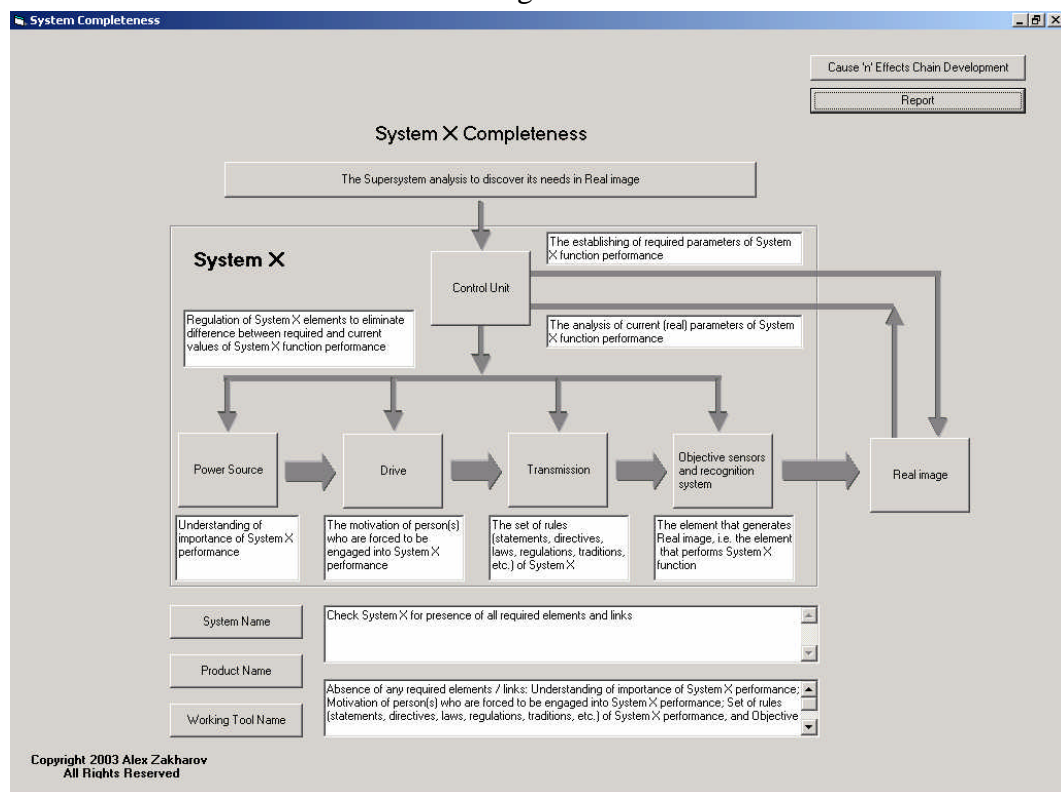 System Completeness
Cause 'n' Effects Chain Development
Report
System X Completeness
The Supersystem analysis to discover its needs in Real image
System X
The establishing of required parameters of System
X function performance
Control Unit
Regulation of System X elements to eliminate
difference between required and current
values of System X function performance
The analysis of current (real) parameters of System
X function performance
Power Source
Drive
Transmission
Objective sensors
and recognition
system
Real image
Understanding of
importance of System X
performance
The motivation of person(s)
who are forced to be
engaged into System X
performance
The set of rules
(statements, directives,
laws, regulations, traditions,
etc.) of System X
The element that generates
Real image, i.e. the element
that performs System X
function
System Name
Check System X for presence of all required elements and links
Product Name
Absence of any required elements / links: Understanding of importance of System X performance;
Motivation of person(s) who are forced to be engaged into System X performance; Set of rules
(statements, directives, laws, regulations, traditions, etc.) of System X performance, and Objective
Working Tool Name
Copyright 2003 Alex Zakharov
All Rights Reserved